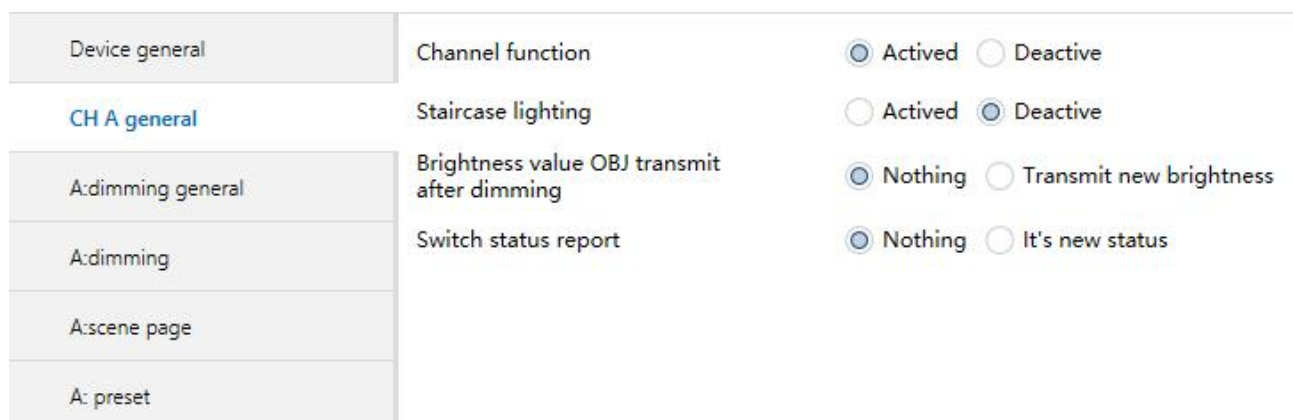 Device general
CH A general
A:dimming general
A:dimming
A:scene page
A: preset
Channel function Actived Deactive
Staircase lighting Actived Deactive
Brightness value OBJ transmit
after dimming Nothing Transmit new brightness
Switch status report Nothing It's new status